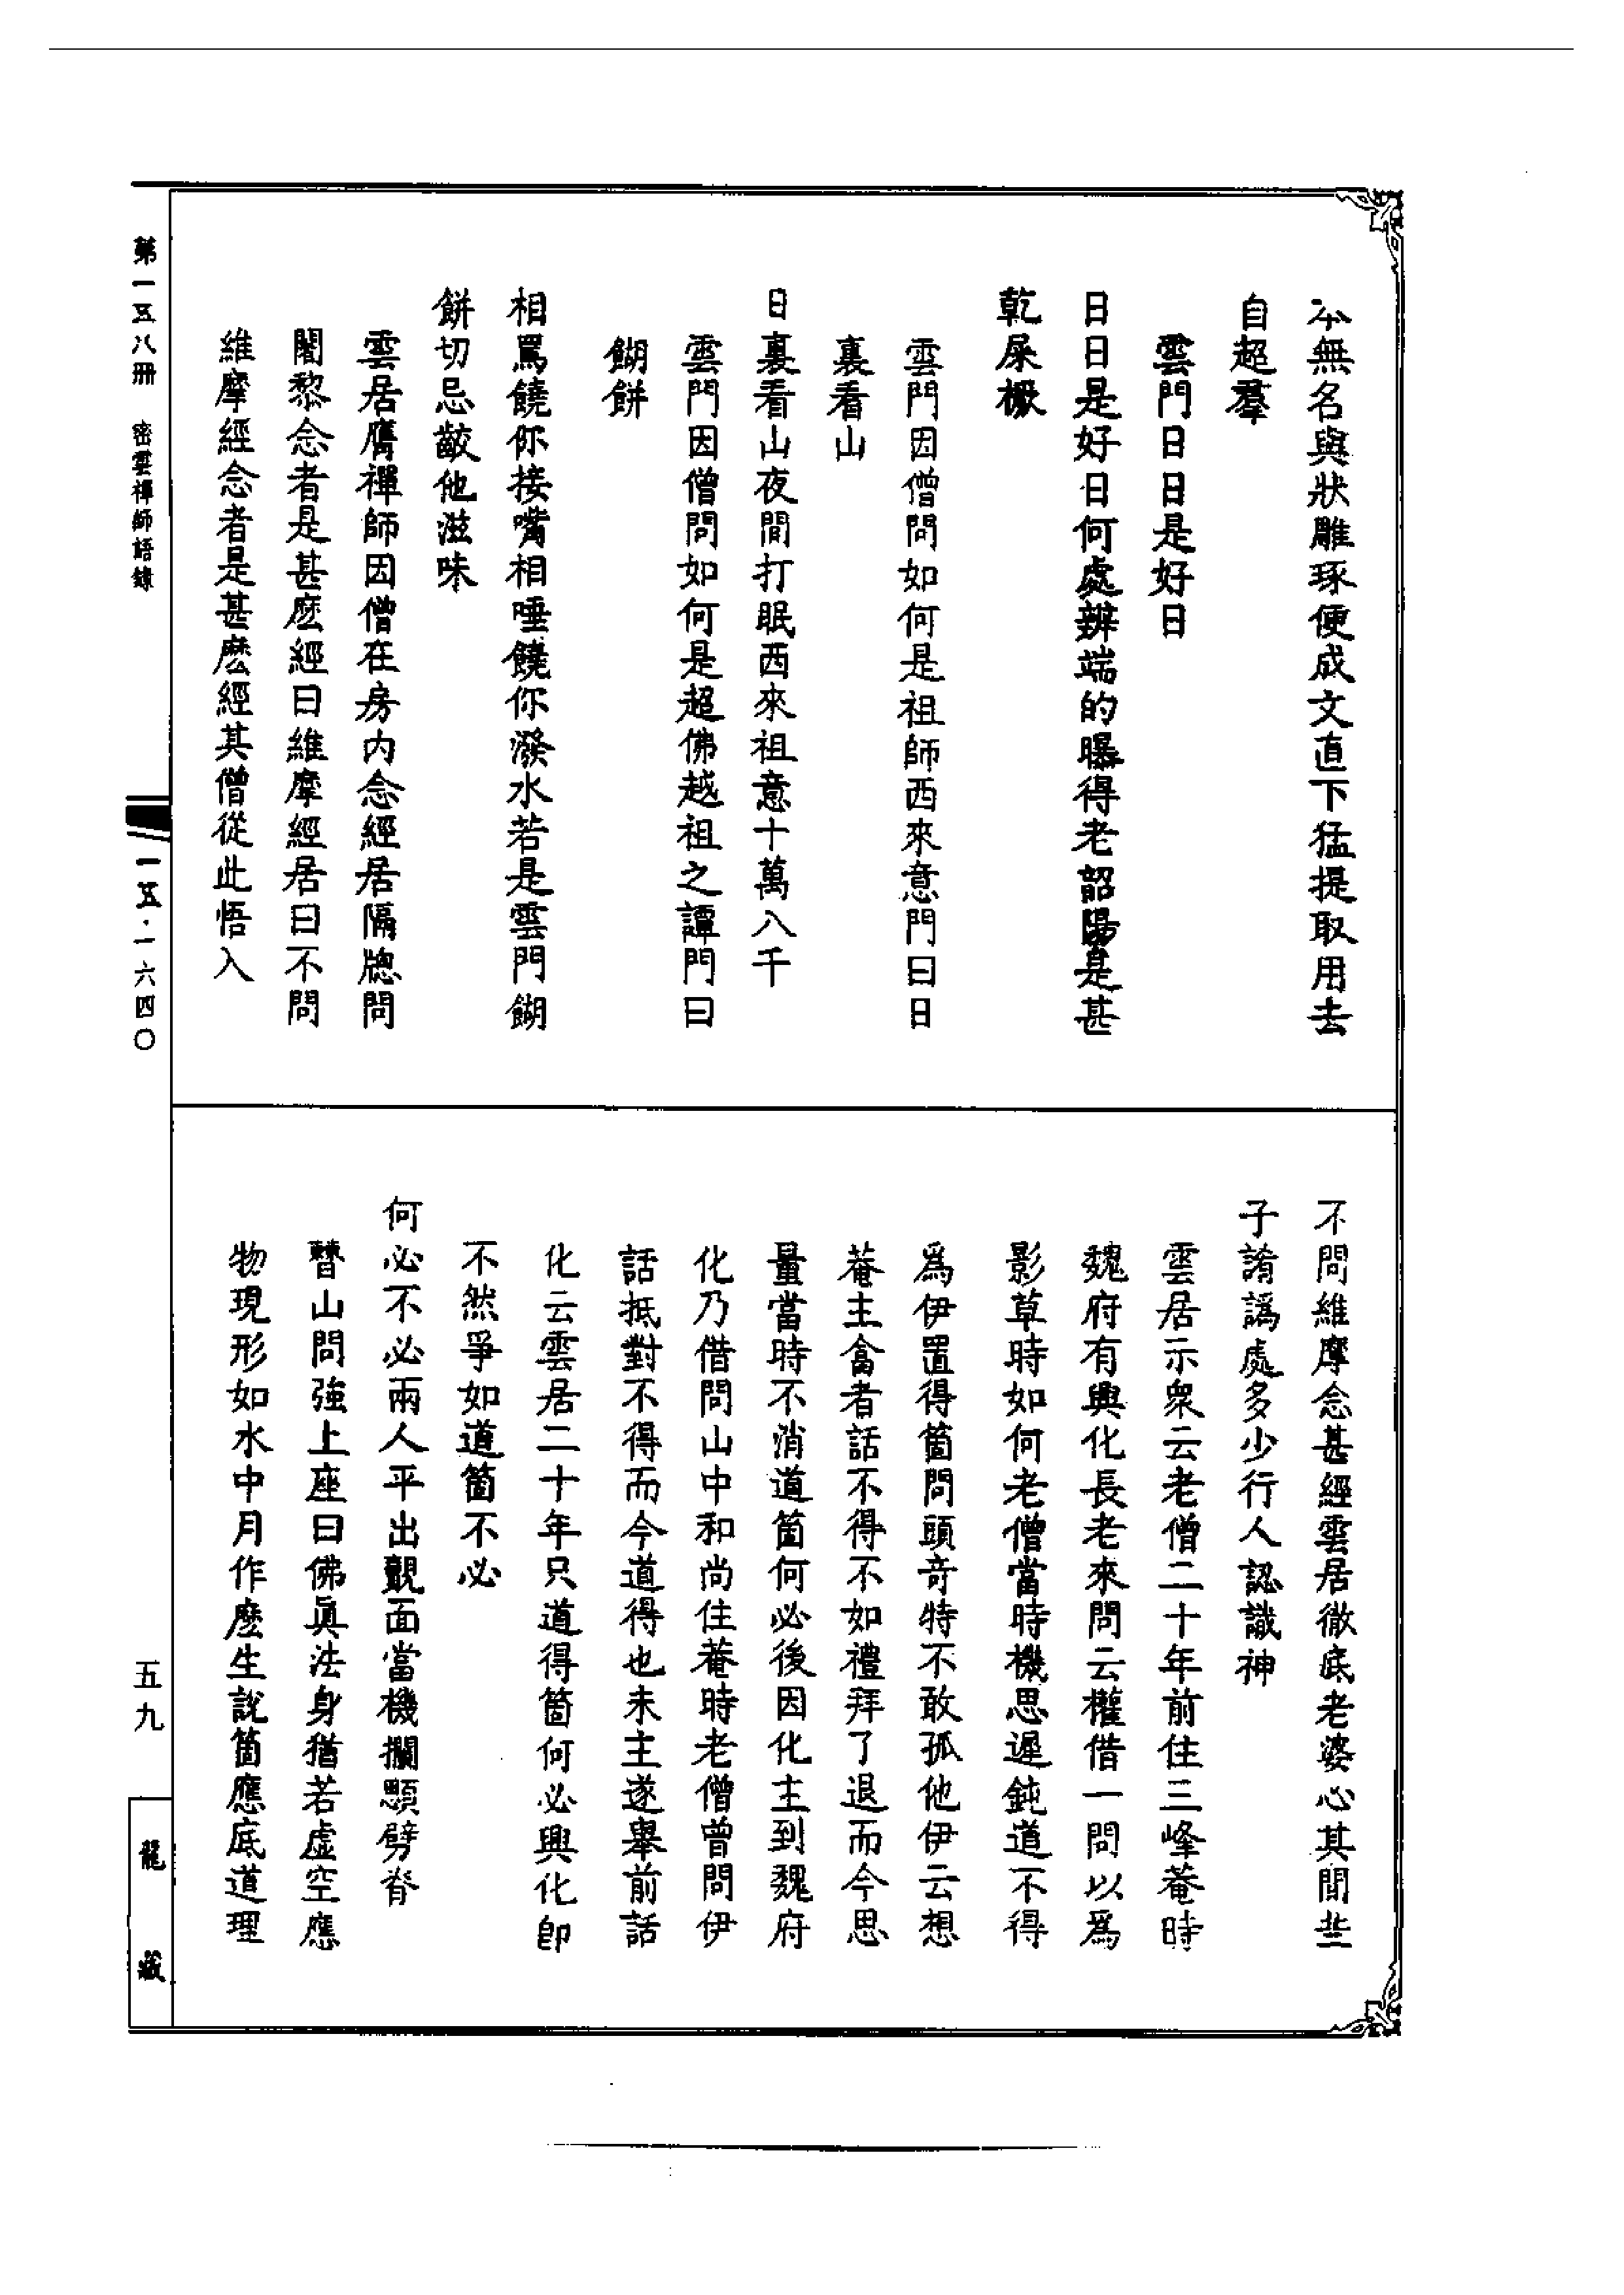 本無名與狀雕琢便成文直下猛提取用去
自超羣
雲門日日是好日
日日是好日何處辨端的曝得老韶陽是甚
乾屎橛
雲門因僧問如何是祖師西來意門曰日
裏看山
日裏看山夜間打眠西來祖意十萬八千
雲門因僧問如何是超佛越祖之譚門曰
餬餅
相罵饒你接嘴相唾饒你潑水若是雲門餬
餅切忌齩他滋味
雲居膺禪師因僧在房內念經居隔牕問
闍黎念者是甚麽經曰維摩經居曰不問
維摩經念者是甚麽經其僧從此悟入
不問維摩念甚經雲居徹底老婆心其間些
子誵譌處多少行人認識神
雲居示衆云老僧二十年前住三峰菴時
魏府有興化長老來問云權借一問以爲
影草時如何老僧當時機思遲鈍道不得
爲伊置得箇問頭奇特不敢孤他伊云想
菴主畣者話不得不如禮拜了退而今思
量當時不消道箇何必後因化主到魏府
化乃借問山中和尚住菴時老僧曾問伊
話抵對不得而今道得也未主遂舉前話
化云雲居二十年只道得箇何必興化卽
不然爭如道箇不必
何必不必兩人平出覿面當機攔顋劈脊
曹山問強上座曰佛眞法身猶若虛空應
物現形如水中月作麽生說箇應底道理
第一五八冊　密雲禪師語錄
一五·一六四〇
五九
龍藏